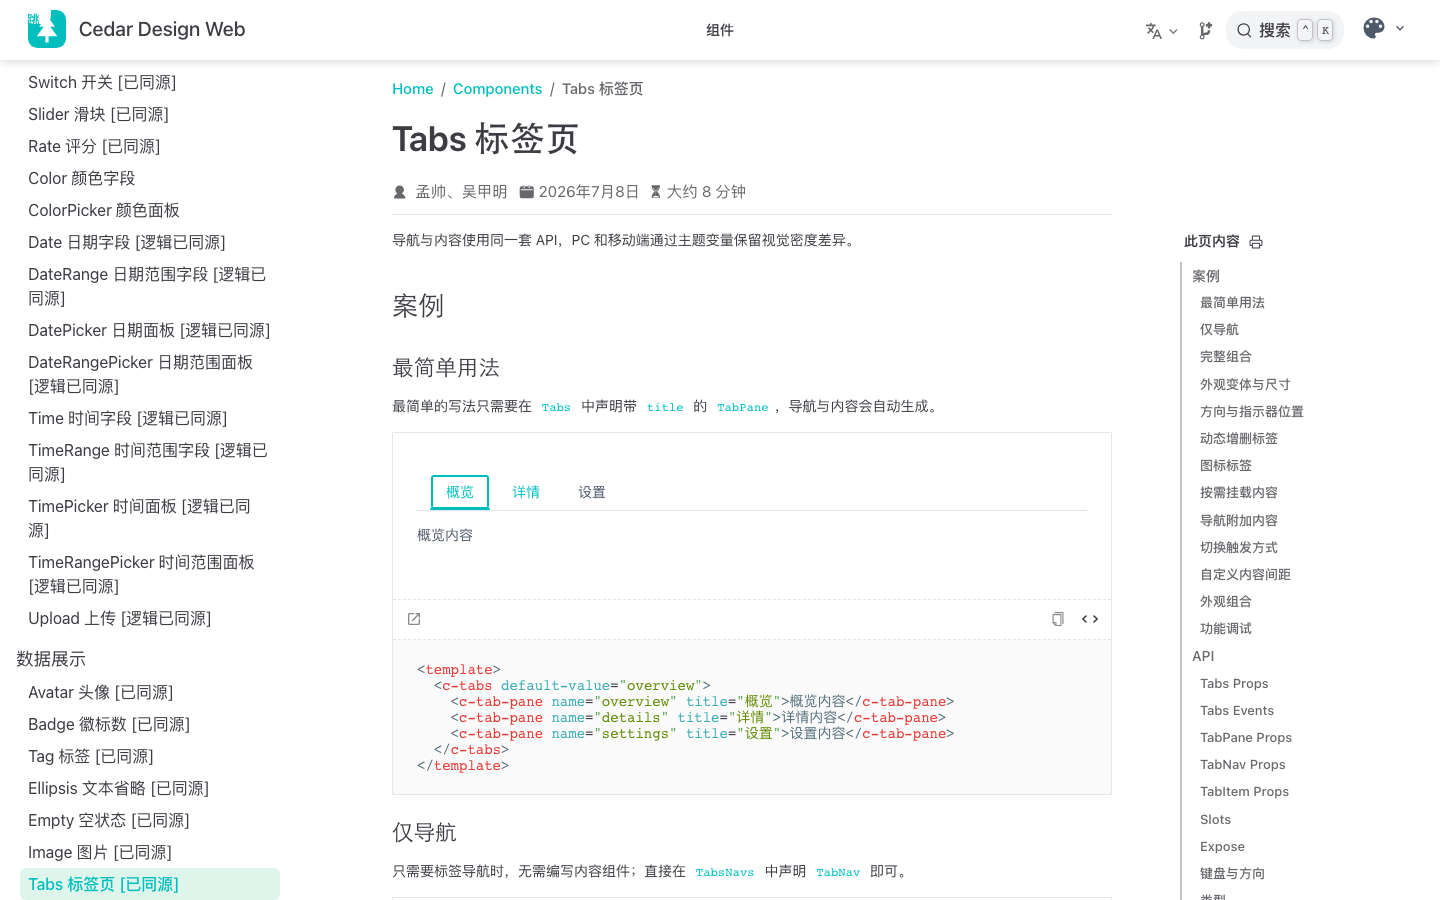 Cedar Design Web
组件
搜索
^
K
Switch 开关 [已同源]
Slider 滑块 [已同源]
Rate 评分 [已同源]
Color 颜色字段
ColorPicker 颜色面板
Date 日期字段 [逻辑已同源]
DateRange 日期范围字段 [逻辑已
同源]
DatePicker 日期面板 [逻辑已同源]
DateRangePicker 日期范围面板
[逻辑已同源]
Time 时间字段 [逻辑已同源]
TimeRange 时间范围字段 [逻辑已
同源]
TimePicker 时间面板 [逻辑已同
源]
TimeRangePicker 时间范围面板
[逻辑已同源]
Upload 上传 [逻辑已同源]
数据展示
Avatar 头像 [已同源]
Badge 徽标数 [已同源]
Tag 标签 [已同源]
Ellipsis 文本省略 [已同源]
Empty 空状态 [已同源]
Image 图片 [已同源]
Tabs 标签页 [已同源]
Home / Components / Tabs 标签页
Tabs 标签页
孟帅、吴甲明 2026年7月8日 大约 8 分钟
导航与内容使用同一套 API，PC 和移动端通过主题变量保留视觉密度差异。
案例
最简单用法
最简单的写法只需要在 Tabs 中声明带 title 的 TabPane ，导航与内容会自动生成。
概览 详情 设置
概览内容
<template>
  <c-tabs default-value="overview">
    <c-tab-pane name="overview" title="概览">概览内容</c-tab-pane>
    <c-tab-pane name="details" title="详情">详情内容</c-tab-pane>
    <c-tab-pane name="settings" title="设置">设置内容</c-tab-pane>
  </c-tabs>
</template>
仅导航
只需要标签导航时，无需编写内容组件；直接在 TabsNavs 中声明 TabNav 即可。
此页内容
案例
最简单用法
仅导航
完整组合
外观变体与尺寸
方向与指示器位置
动态增删标签
图标标签
按需挂载内容
导航附加内容
切换触发方式
自定义内容间距
外观组合
功能调试
API
Tabs Props
Tabs Events
TabPane Props
TabNav Props
TabItem Props
Slots
Expose
键盘与方向
类型